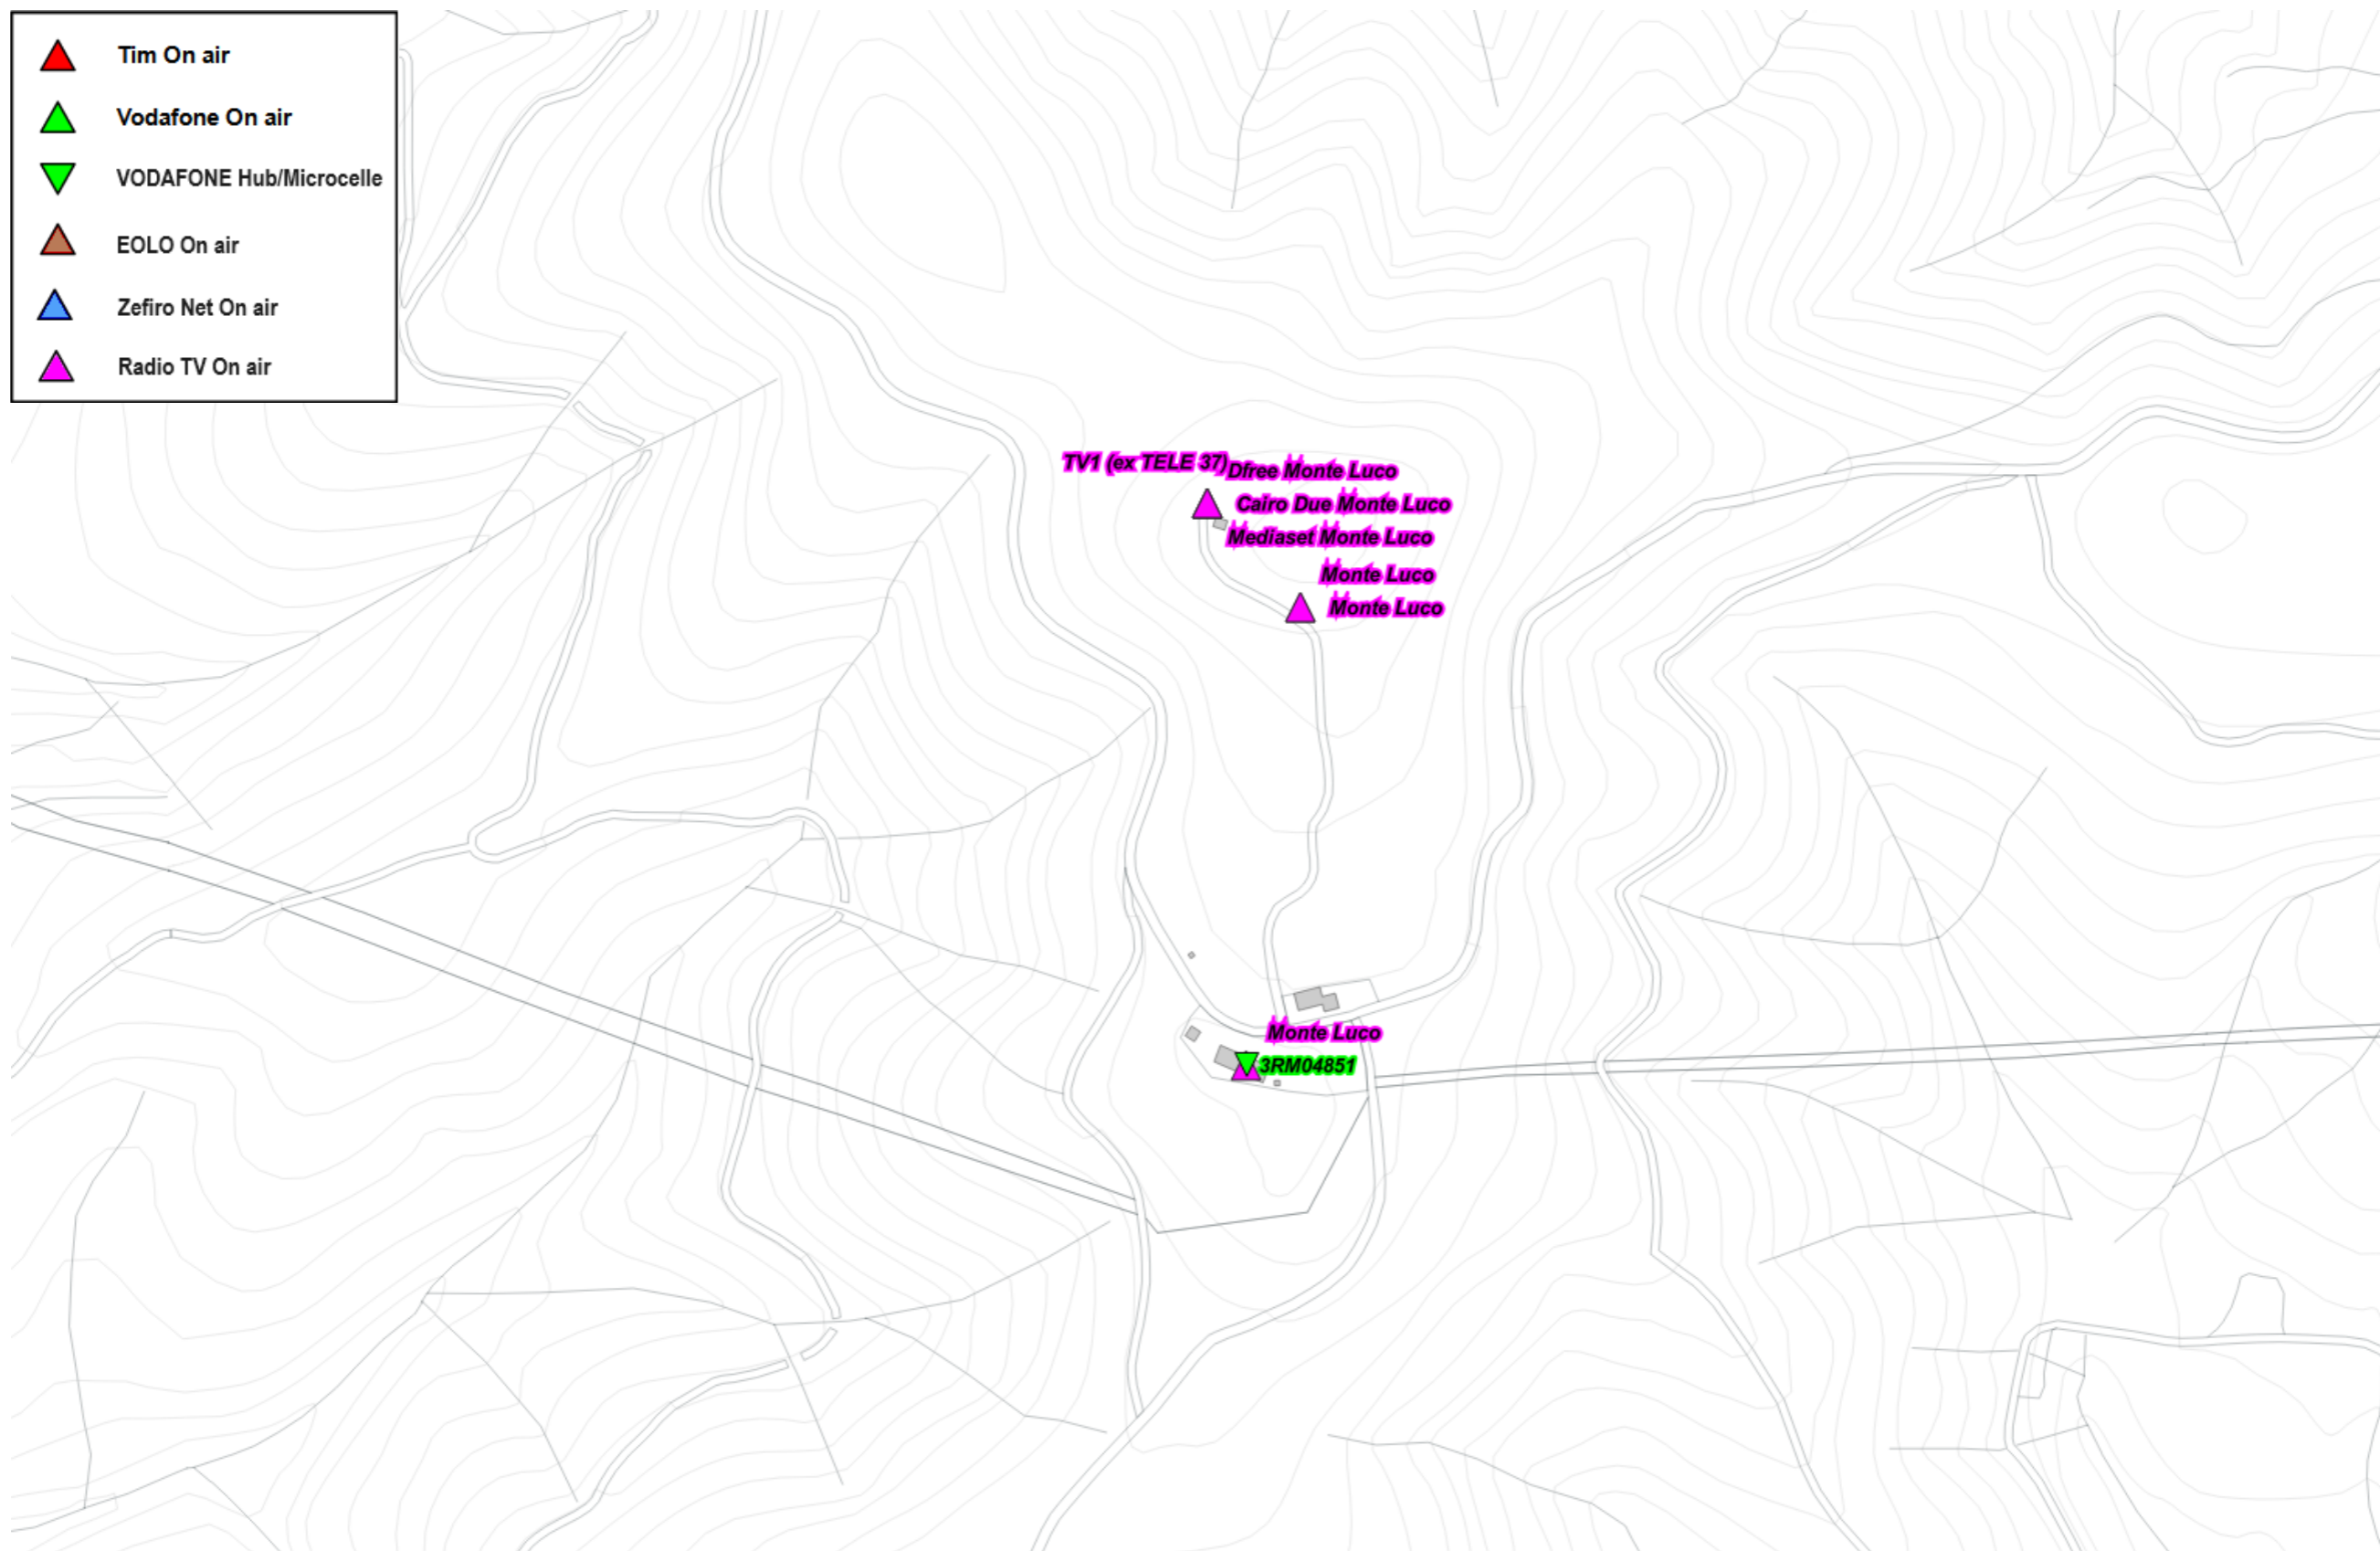 Tim On air
Vodafone On air
VODAFONE Hub/Microcelle
EOLO On air
Zefiro Net On air
Radio TV On air
TV1 (ex TELE 37)
Dfree Monte Luco
Cairo Due Monte Luco
Mediaset Monte Luco
Monte Luco
Monte Luco
Monte Luco
3RM04851